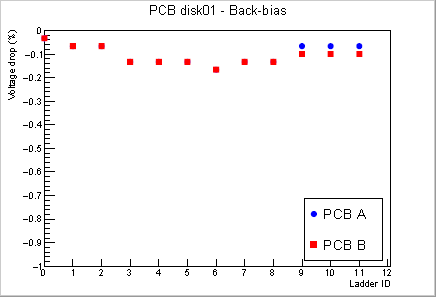 PCB disk01 - Back-bias
Voltage drop (%)
0
−0.1
−0.2
−0.3
−0.4
−0.5
−0.6
−0.7
−0.8
−0.9
−1
0 1 2 3 4 5 6 7 8 9 10 11 12
Ladder ID
PCB A
PCB B